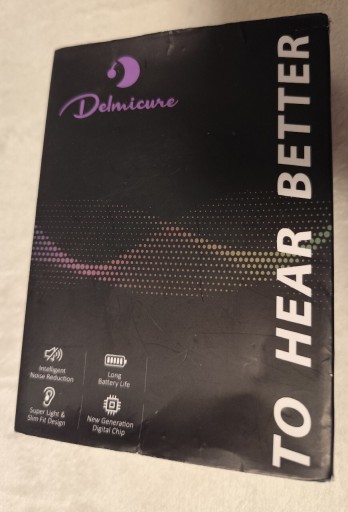 Delmicure
TO HEAR BETTER
Intelligent
Noise Reduction
Long
Battery Life
Super Light &
Slim Fit Design
New Generation
Digital Chip